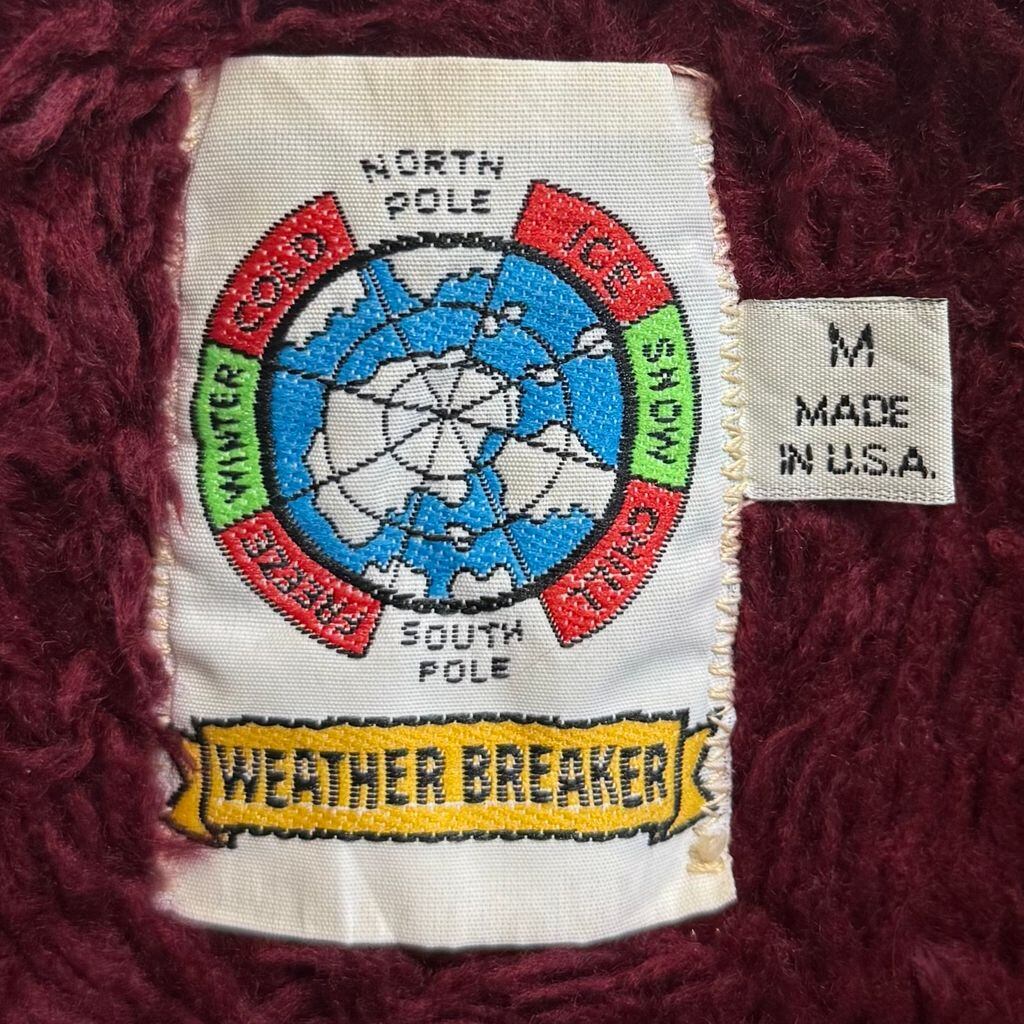 NORTH
POLE
COLD
ICE
WINTER
SNOW
FREEZE
CHILL
SOUTH
POLE
WEATHER BREAKER
M
MADE
IN U.S.A.